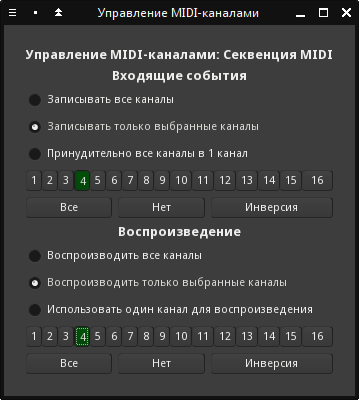 Управление MIDI-каналами
Управление MIDI-каналами: Секвенция MIDI
Входящие события
Записывать все каналы
Записывать только выбранные каналы
Принудительно все каналы в 1 канал
1 2 3 4 5 6 7 8 9 10 11 12 13 14 15 16
Все Нет Инверсия
Воспроизведение
Воспроизводить все каналы
Воспроизводить только выбранные каналы
Использовать один канал для воспроизведения
1 2 3 4 5 6 7 8 9 10 11 12 13 14 15 16
Все Нет Инверсия